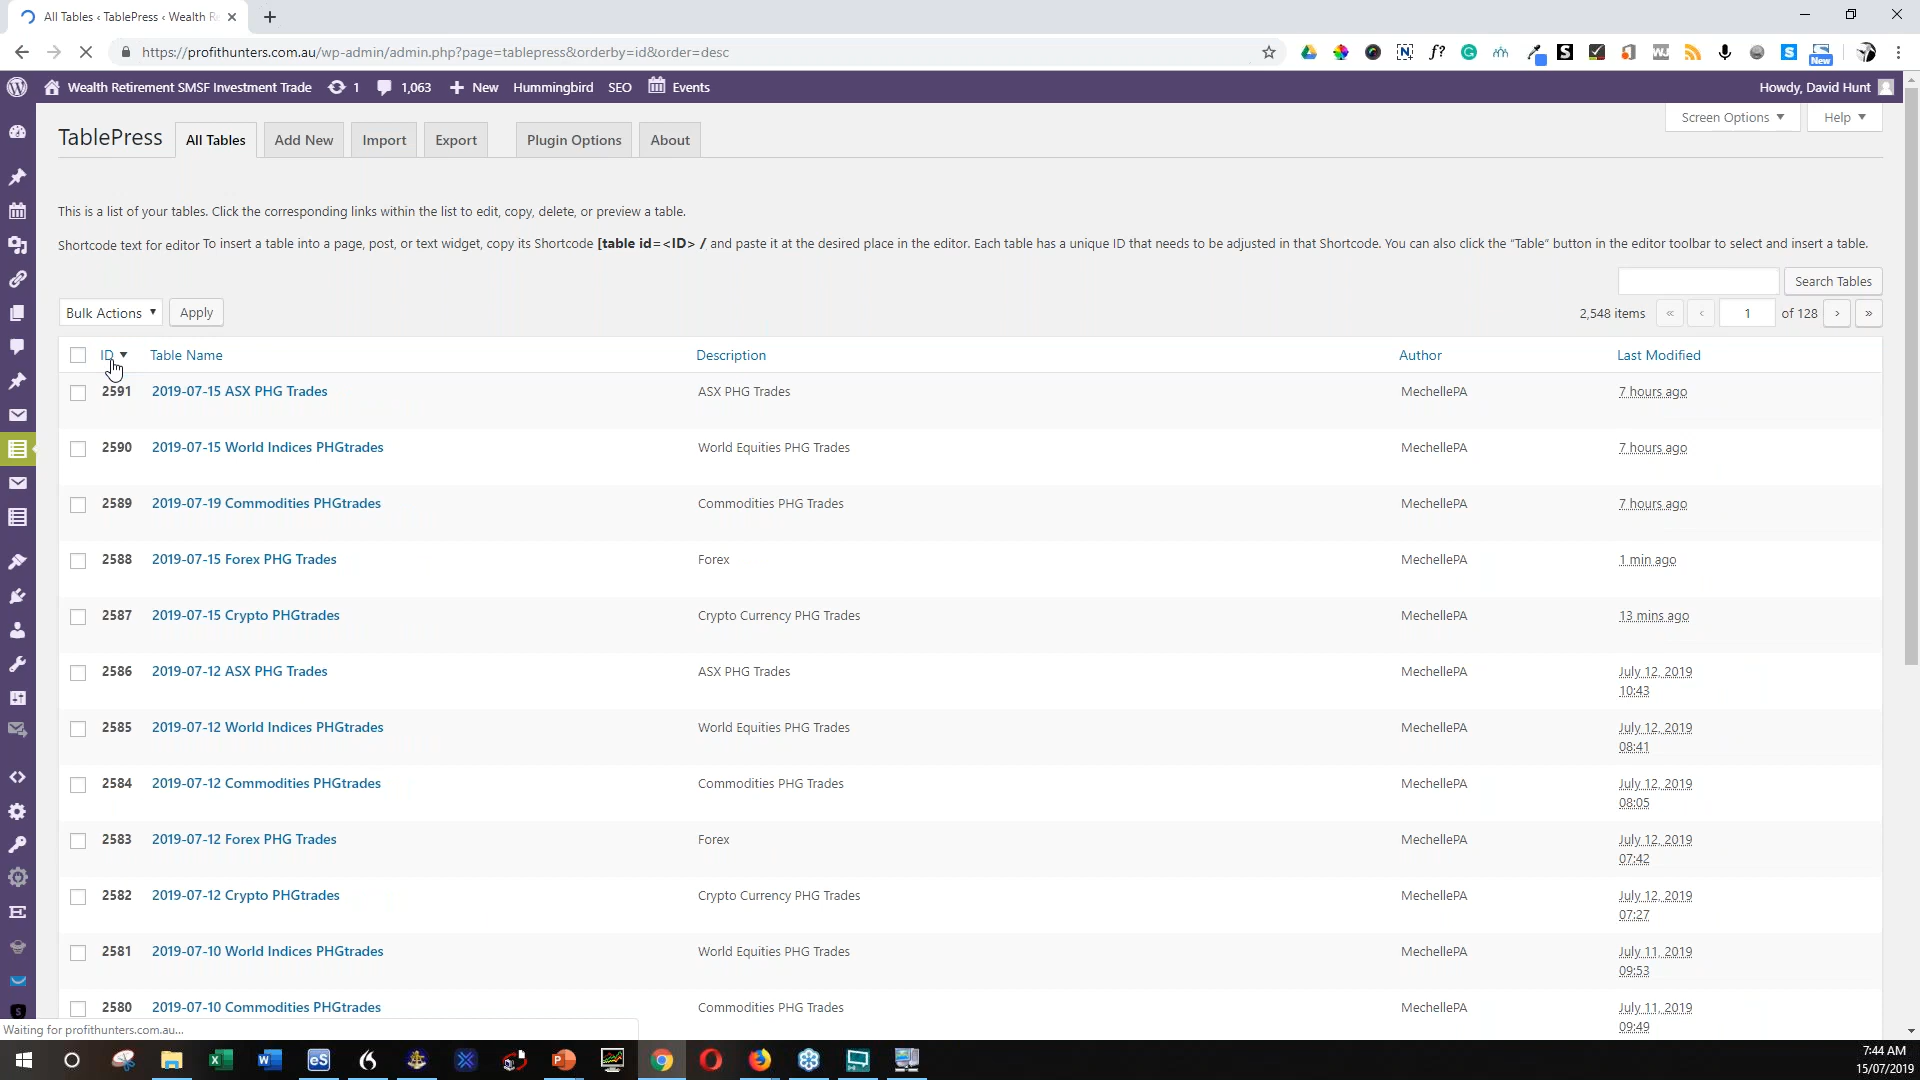 All Tables ‹ TablePress ‹ Wealth Re
https://profithunters.com.au/wp-admin/admin.php?page=tablepress&orderby=id&order=desc
New
Wealth Retirement SMSF Investment Trade 1 1,063 New Hummingbird SEO Events Howdy, David Hunt
Screen Options Help
TablePress All Tables Add New Import Export Plugin Options About
This is a list of your tables. Click the corresponding links within the list to edit, copy, delete, or preview a table.
Shortcode text for editor To insert a table into a page, post, or text widget, copy its Shortcode [table id=<ID> / and paste it at the desired place in the editor. Each table has a unique ID that needs to be adjusted in that Shortcode. You can also click the “Table” button in the editor toolbar to select and insert a table.
Search Tables
Bulk Actions Apply 2,548 items « ‹ 1 of 128 › »
ID Table Name Description Author Last Modified
2591 2019-07-15 ASX PHG Trades ASX PHG Trades MechellePA 7 hours ago
2590 2019-07-15 World Indices PHGtrades World Equities PHG Trades MechellePA 7 hours ago
2589 2019-07-19 Commodities PHGtrades Commodities PHG Trades MechellePA 7 hours ago
2588 2019-07-15 Forex PHG Trades Forex MechellePA 1 min ago
2587 2019-07-15 Crypto PHGtrades Crypto Currency PHG Trades MechellePA 13 mins ago
2586 2019-07-12 ASX PHG Trades ASX PHG Trades MechellePA July 12, 2019
10:43
2585 2019-07-12 World Indices PHGtrades World Equities PHG Trades MechellePA July 12, 2019
08:41
2584 2019-07-12 Commodities PHGtrades Commodities PHG Trades MechellePA July 12, 2019
08:05
2583 2019-07-12 Forex PHG Trades Forex MechellePA July 12, 2019
07:42
2582 2019-07-12 Crypto PHGtrades Crypto Currency PHG Trades MechellePA July 12, 2019
07:27
2581 2019-07-10 World Indices PHGtrades World Equities PHG Trades MechellePA July 11, 2019
09:53
2580 2019-07-10 Commodities PHGtrades Commodities PHG Trades MechellePA July 11, 2019
09:49
Waiting for profithunters.com.au...
7:44 AM
15/07/2019